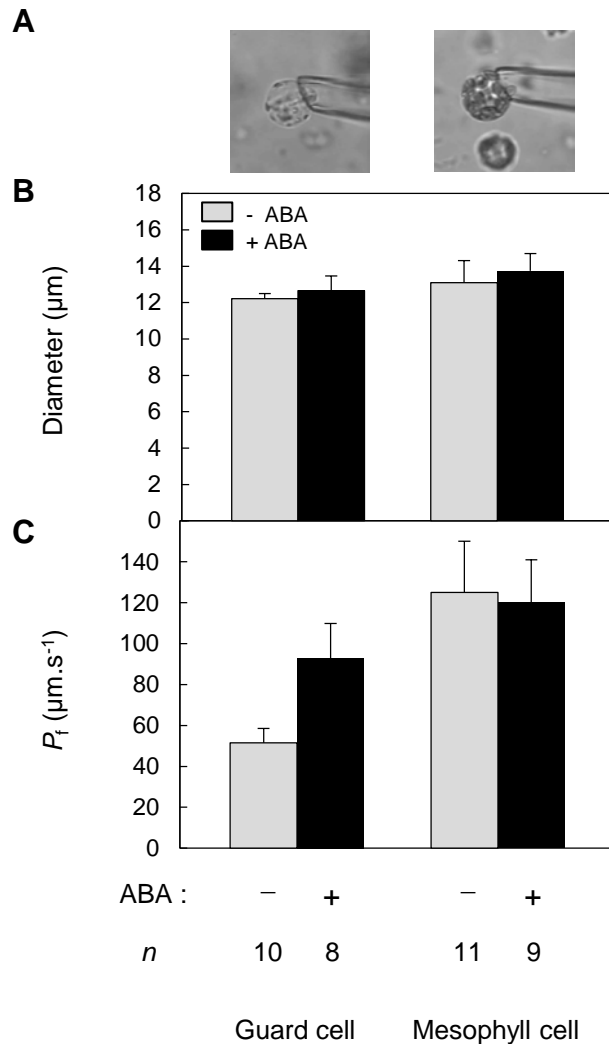 A
B
18
16
14
12
10
8
6
4
2
0
Diameter (µm)
- ABA
+ ABA
C
140
120
100
80
60
40
20
0
Pf (µm.s-1)
ABA : − + − +
n 10 8 11 9
Guard cell Mesophyll cell